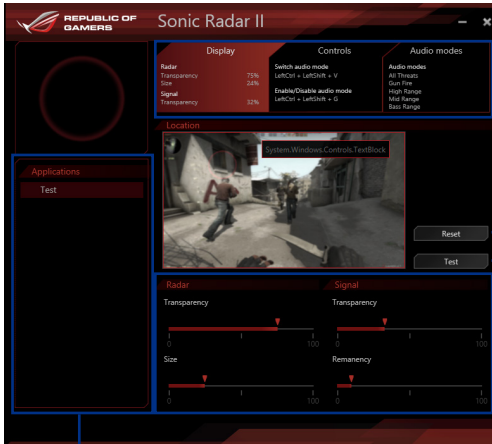 REPUBLIC OF
GAMERS
Sonic Radar II
Display
Controls
Audio modes
Radar
Transparency 75%
Size 24%
Signal
Transparency 32%
Switch audio mode
LeftCtrl + LeftShift + V
Enable/Disable audio mode
LeftCtrl + LeftShift + G
Audio modes
All Threats
Gun Fire
High Range
Mid Range
Bass Range
Location
System.Windows.Controls.TextBlock
Applications
Test
Reset
Test
Radar
Transparency
0 100
Size
0 100
Signal
Transparency
0 100
Remanency
0 100